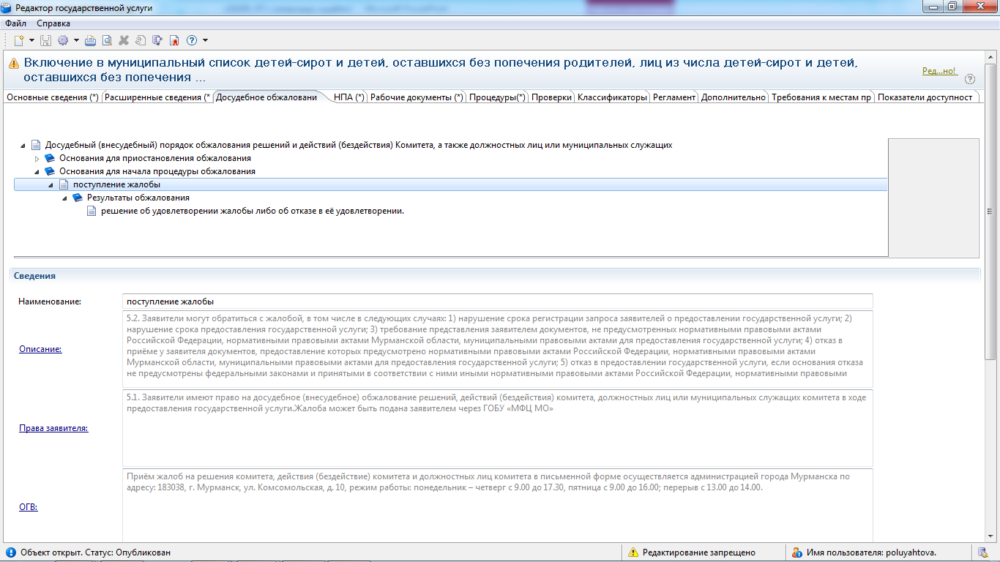 Редактор государственной услуги
Файл Справка
Включение в муниципальный список детей-сирот и детей, оставшихся без попечения родителей, лиц из числа детей-сирот и детей,
оставшихся без попечения ...
Ред...но!
Основные сведения (*) Расширенные сведения (* Досудебное обжаловани НПА (*) Рабочие документы (*) Процедуры(*) Проверки Классификаторы Регламент Дополнительно Требования к местам пр Показатели доступност
Досудебный (внесудебный) порядок обжалования решений и действий (бездействия) Комитета, а также должностных лиц или муниципальных служащих
Основания для приостановления обжалования
Основания для начала процедуры обжалования
поступление жалобы
Результаты обжалования
решение об удовлетворении жалобы либо об отказе в её удовлетворении.
Сведения
Наименование: поступление жалобы
Описание:
5.2. Заявители могут обратиться с жалобой, в том числе в следующих случаях: 1) нарушение срока регистрации запроса заявителей о предоставлении государственной услуги; 2)
нарушение срока предоставления государственной услуги; 3) требование представления заявителем документов, не предусмотренных нормативными правовыми актами
Российской Федерации, нормативными правовыми актами Мурманской области, муниципальными правовыми актами для предоставления государственной услуги; 4) отказ в
приёме у заявителя документов, предоставление которых предусмотрено нормативными правовыми актами Российской Федерации, нормативными правовыми актами
Мурманской области, муниципальными правовыми актами для предоставления государственной услуги; 5) отказ в предоставлении государственной услуги, если основания отказа
не предусмотрены федеральными законами и принятыми в соответствии с ними иными нормативными правовыми актами Российской Федерации, нормативными правовыми
Права заявителя:
5.1. Заявители имеют право на досудебное (внесудебное) обжалование решений, действий (бездействия) комитета, должностных лиц или муниципальных служащих комитета в ходе
предоставления государственной услуги.Жалоба может быть подана заявителем через ГОБУ «МФЦ МО»
ОГВ:
Приём жалоб на решения комитета, действия (бездействие) комитета и должностных лиц комитета в письменной форме осуществляется администрацией города Мурманска по
адресу: 183038, г. Мурманск, ул. Комсомольская, д. 10, режим работы: понедельник – четверг с 9.00 до 17.30, пятница с 9.00 до 16.00; перерыв с 13.00 до 14.00.
Объект открыт. Статус: Опубликован
Редактирование запрещено
Имя пользователя: poluyahtova.